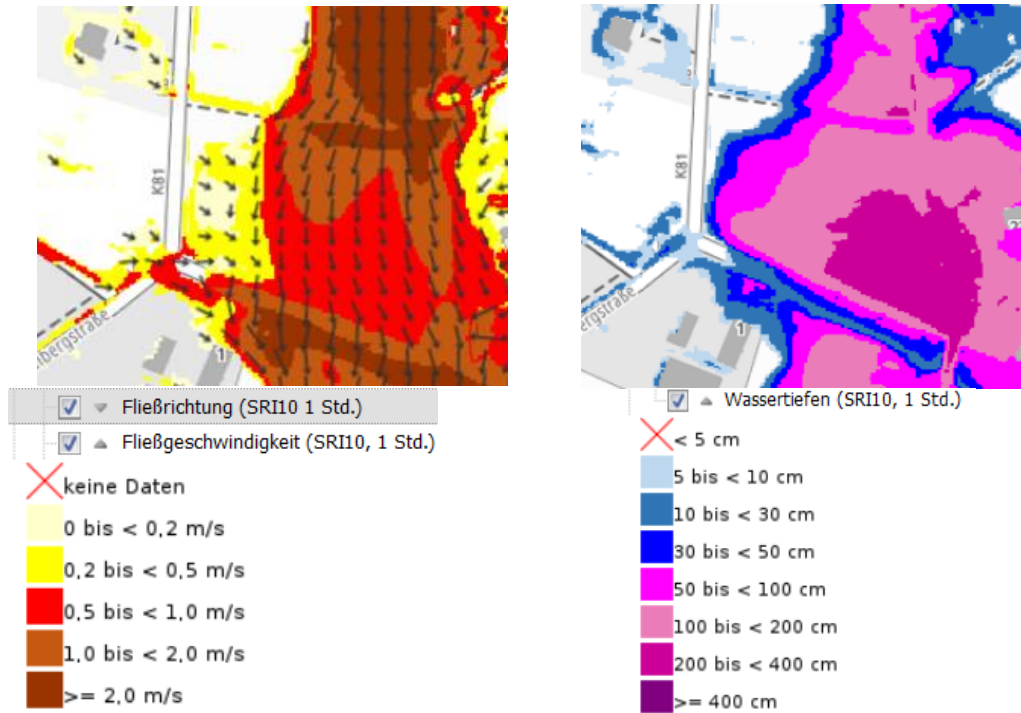 K81
lbergstraße
1
Fließrichtung (SRI10 1 Std.)
Fließgeschwindigkeit (SRI10, 1 Std.)
keine Daten
0 bis < 0,2 m/s
0,2 bis < 0,5 m/s
0,5 bis < 1,0 m/s
1,0 bis < 2,0 m/s
>= 2,0 m/s
K81
bergstraße
1
Wassertiefen (SRI10, 1 Std.)
< 5 cm
5 bis < 10 cm
10 bis < 30 cm
30 bis < 50 cm
50 bis < 100 cm
100 bis < 200 cm
200 bis < 400 cm
>= 400 cm